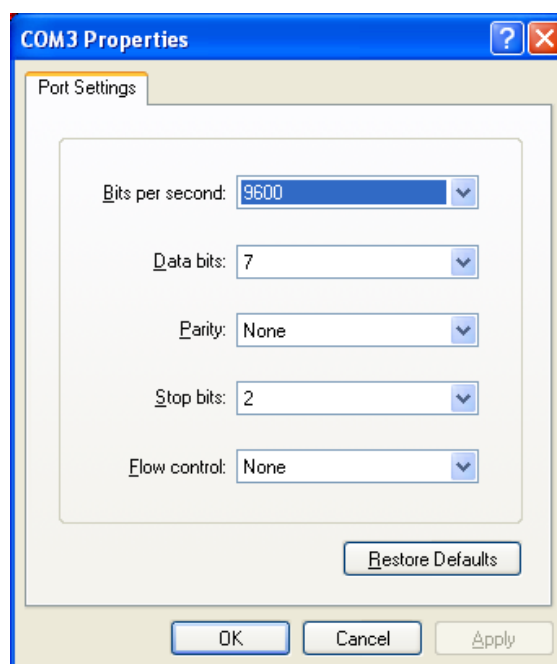 COM3 Properties
Port Settings
Bits per second: 9600
Data bits: 7
Parity: None
Stop bits: 2
Flow control: None
Restore Defaults
OK Cancel Apply